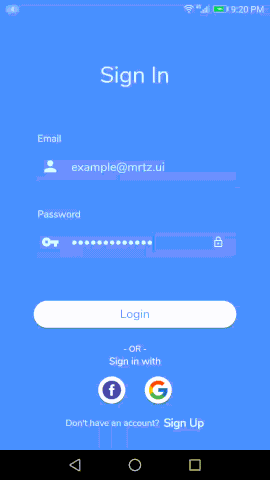 9:20 PM
Sign In
Email
example@mrtz.ui
Password
••••••••••••••
Login
- OR -
Sign in with
Don't have an account? Sign Up